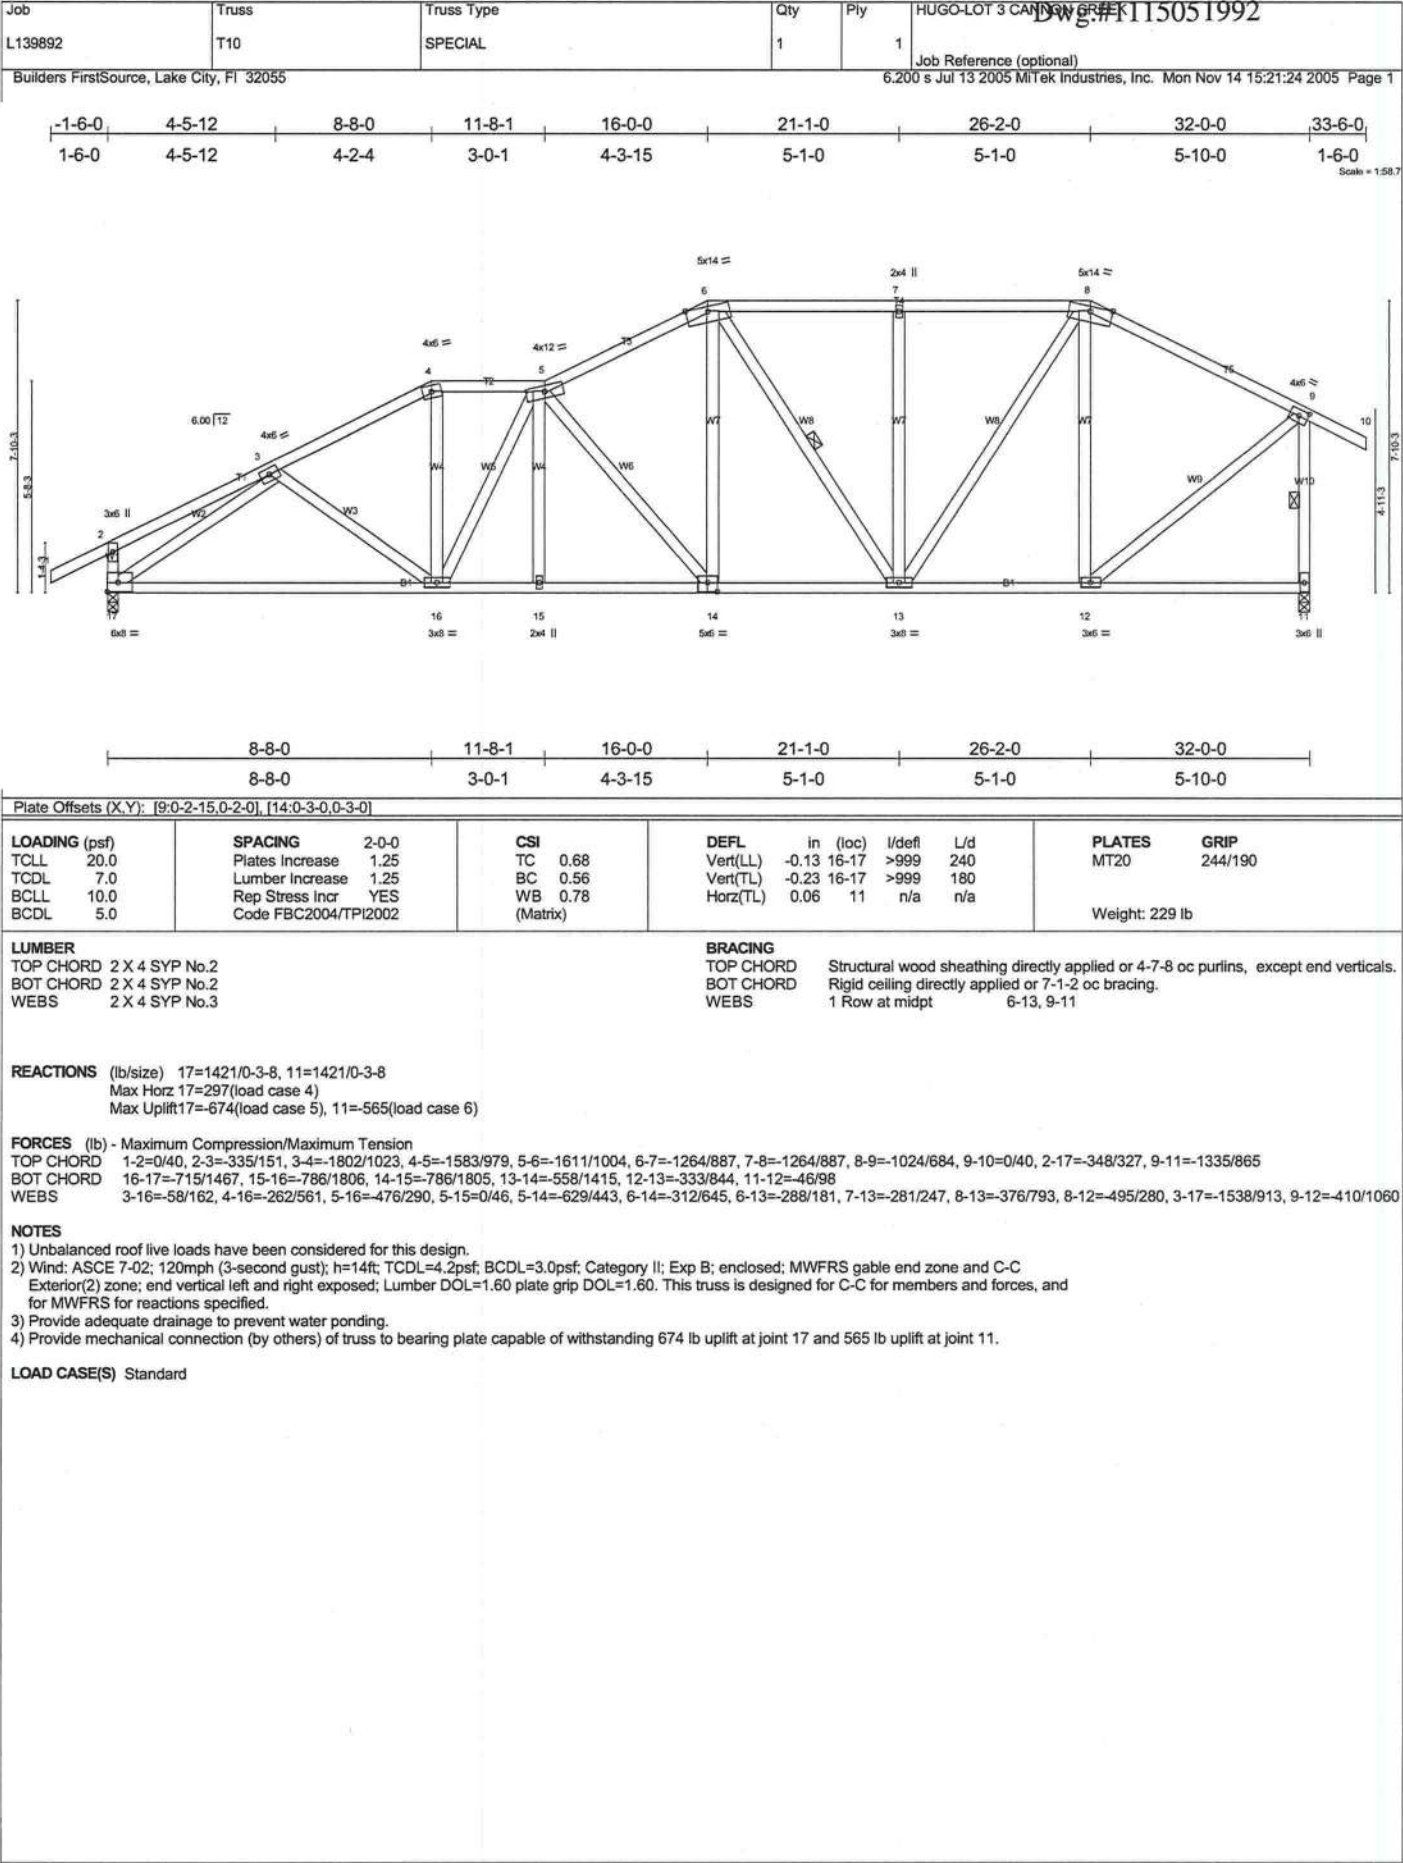 Job Truss Truss Type Qty Ply HUGO-LOT 3 CANNON CREEK Dwg.#1115051992
L139892 T10 SPECIAL 1 1
Job Reference (optional)
Builders FirstSource, Lake City, Fl 32055 6.200 s Jul 13 2005 MiTek Industries, Inc. Mon Nov 14 15:21:24 2005 Page 1
-1-6-0 4-5-12 8-8-0 11-8-1 16-0-0 21-1-0 26-2-0 32-0-0 33-6-0
1-6-0 4-5-12 4-2-4 3-0-1 4-3-15 5-1-0 5-1-0 5-10-0 1-6-0
Scale = 1:58.7
5x14 = 2x4 || 5x14 =
6 7 8
T4
4x6 = 4x12 = T3
4 5 T2 T5 4x6 =
9
6.00 12 10
4x6 = W7 W8 W7 W8 W7
3
7-10-3 5-8-3 T1 W4 W5 W4 W6 W9 W10 4-11-3 7-10-3
3x6 || W2 W3
2
1-4-3
B1 B1
17 16 15 14 13 12 11
6x8 = 3x8 = 2x4 || 5x6 = 3x8 = 3x6 = 3x6 ||
8-8-0 11-8-1 16-0-0 21-1-0 26-2-0 32-0-0
8-8-0 3-0-1 4-3-15 5-1-0 5-1-0 5-10-0
Plate Offsets (X,Y): [9:0-2-15,0-2-0], [14:0-3-0,0-3-0]
LOADING (psf) SPACING 2-0-0 CSI DEFL in (loc) l/defl L/d PLATES GRIP
TCLL 20.0 Plates Increase 1.25 TC 0.68 Vert(LL) -0.13 16-17 >999 240 MT20 244/190
TCDL 7.0 Lumber Increase 1.25 BC 0.56 Vert(TL) -0.23 16-17 >999 180
BCLL 10.0 Rep Stress Incr YES WB 0.78 Horz(TL) 0.06 11 n/a n/a
BCDL 5.0 Code FBC2004/TPI2002 (Matrix) Weight: 229 lb
LUMBER BRACING
TOP CHORD 2 X 4 SYP No.2 TOP CHORD Structural wood sheathing directly applied or 4-7-8 oc purlins, except end verticals.
BOT CHORD 2 X 4 SYP No.2 BOT CHORD Rigid ceiling directly applied or 7-1-2 oc bracing.
WEBS 2 X 4 SYP No.3 WEBS 1 Row at midpt 6-13, 9-11
REACTIONS (lb/size) 17=1421/0-3-8, 11=1421/0-3-8
Max Horz 17=297(load case 4)
Max Uplift17=-674(load case 5), 11=-565(load case 6)
FORCES (lb) - Maximum Compression/Maximum Tension
TOP CHORD 1-2=0/40, 2-3=-335/151, 3-4=-1802/1023, 4-5=-1583/979, 5-6=-1611/1004, 6-7=-1264/887, 7-8=-1264/887, 8-9=-1024/684, 9-10=0/40, 2-17=-348/327, 9-11=-1335/865
BOT CHORD 16-17=-715/1467, 15-16=-786/1806, 14-15=-786/1805, 13-14=-558/1415, 12-13=-333/844, 11-12=-46/98
WEBS 3-16=-58/162, 4-16=-262/561, 5-16=-476/290, 5-15=0/46, 5-14=-629/443, 6-14=-312/645, 6-13=-288/181, 7-13=-281/247, 8-13=-376/793, 8-12=-495/280, 3-17=-1538/913, 9-12=-410/1060
NOTES
1) Unbalanced roof live loads have been considered for this design.
2) Wind: ASCE 7-02; 120mph (3-second gust); h=14ft; TCDL=4.2psf; BCDL=3.0psf; Category II; Exp B; enclosed; MWFRS gable end zone and C-C
Exterior(2) zone; end vertical left and right exposed; Lumber DOL=1.60 plate grip DOL=1.60. This truss is designed for C-C for members and forces, and
for MWFRS for reactions specified.
3) Provide adequate drainage to prevent water ponding.
4) Provide mechanical connection (by others) of truss to bearing plate capable of withstanding 674 lb uplift at joint 17 and 565 lb uplift at joint 11.
LOAD CASE(S) Standard